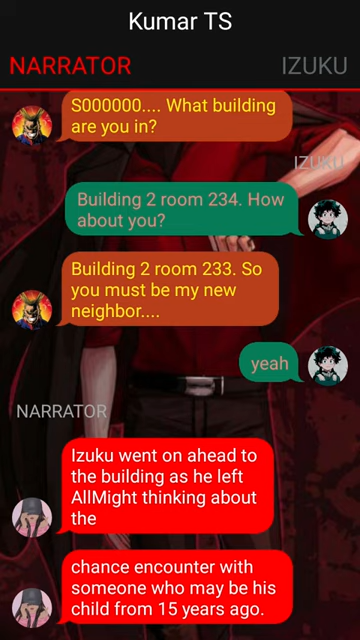 Kumar TS
NARRATOR
IZUKU
S000000.... What building
are you in?
IZUKU
Building 2 room 234. How
about you?
Building 2 room 233. So
you must be my new
neighbor....
yeah
NARRATOR
Izuku went on ahead to
the building as he left
AllMight thinking about
the
chance encounter with
someone who may be his
child from 15 years ago.